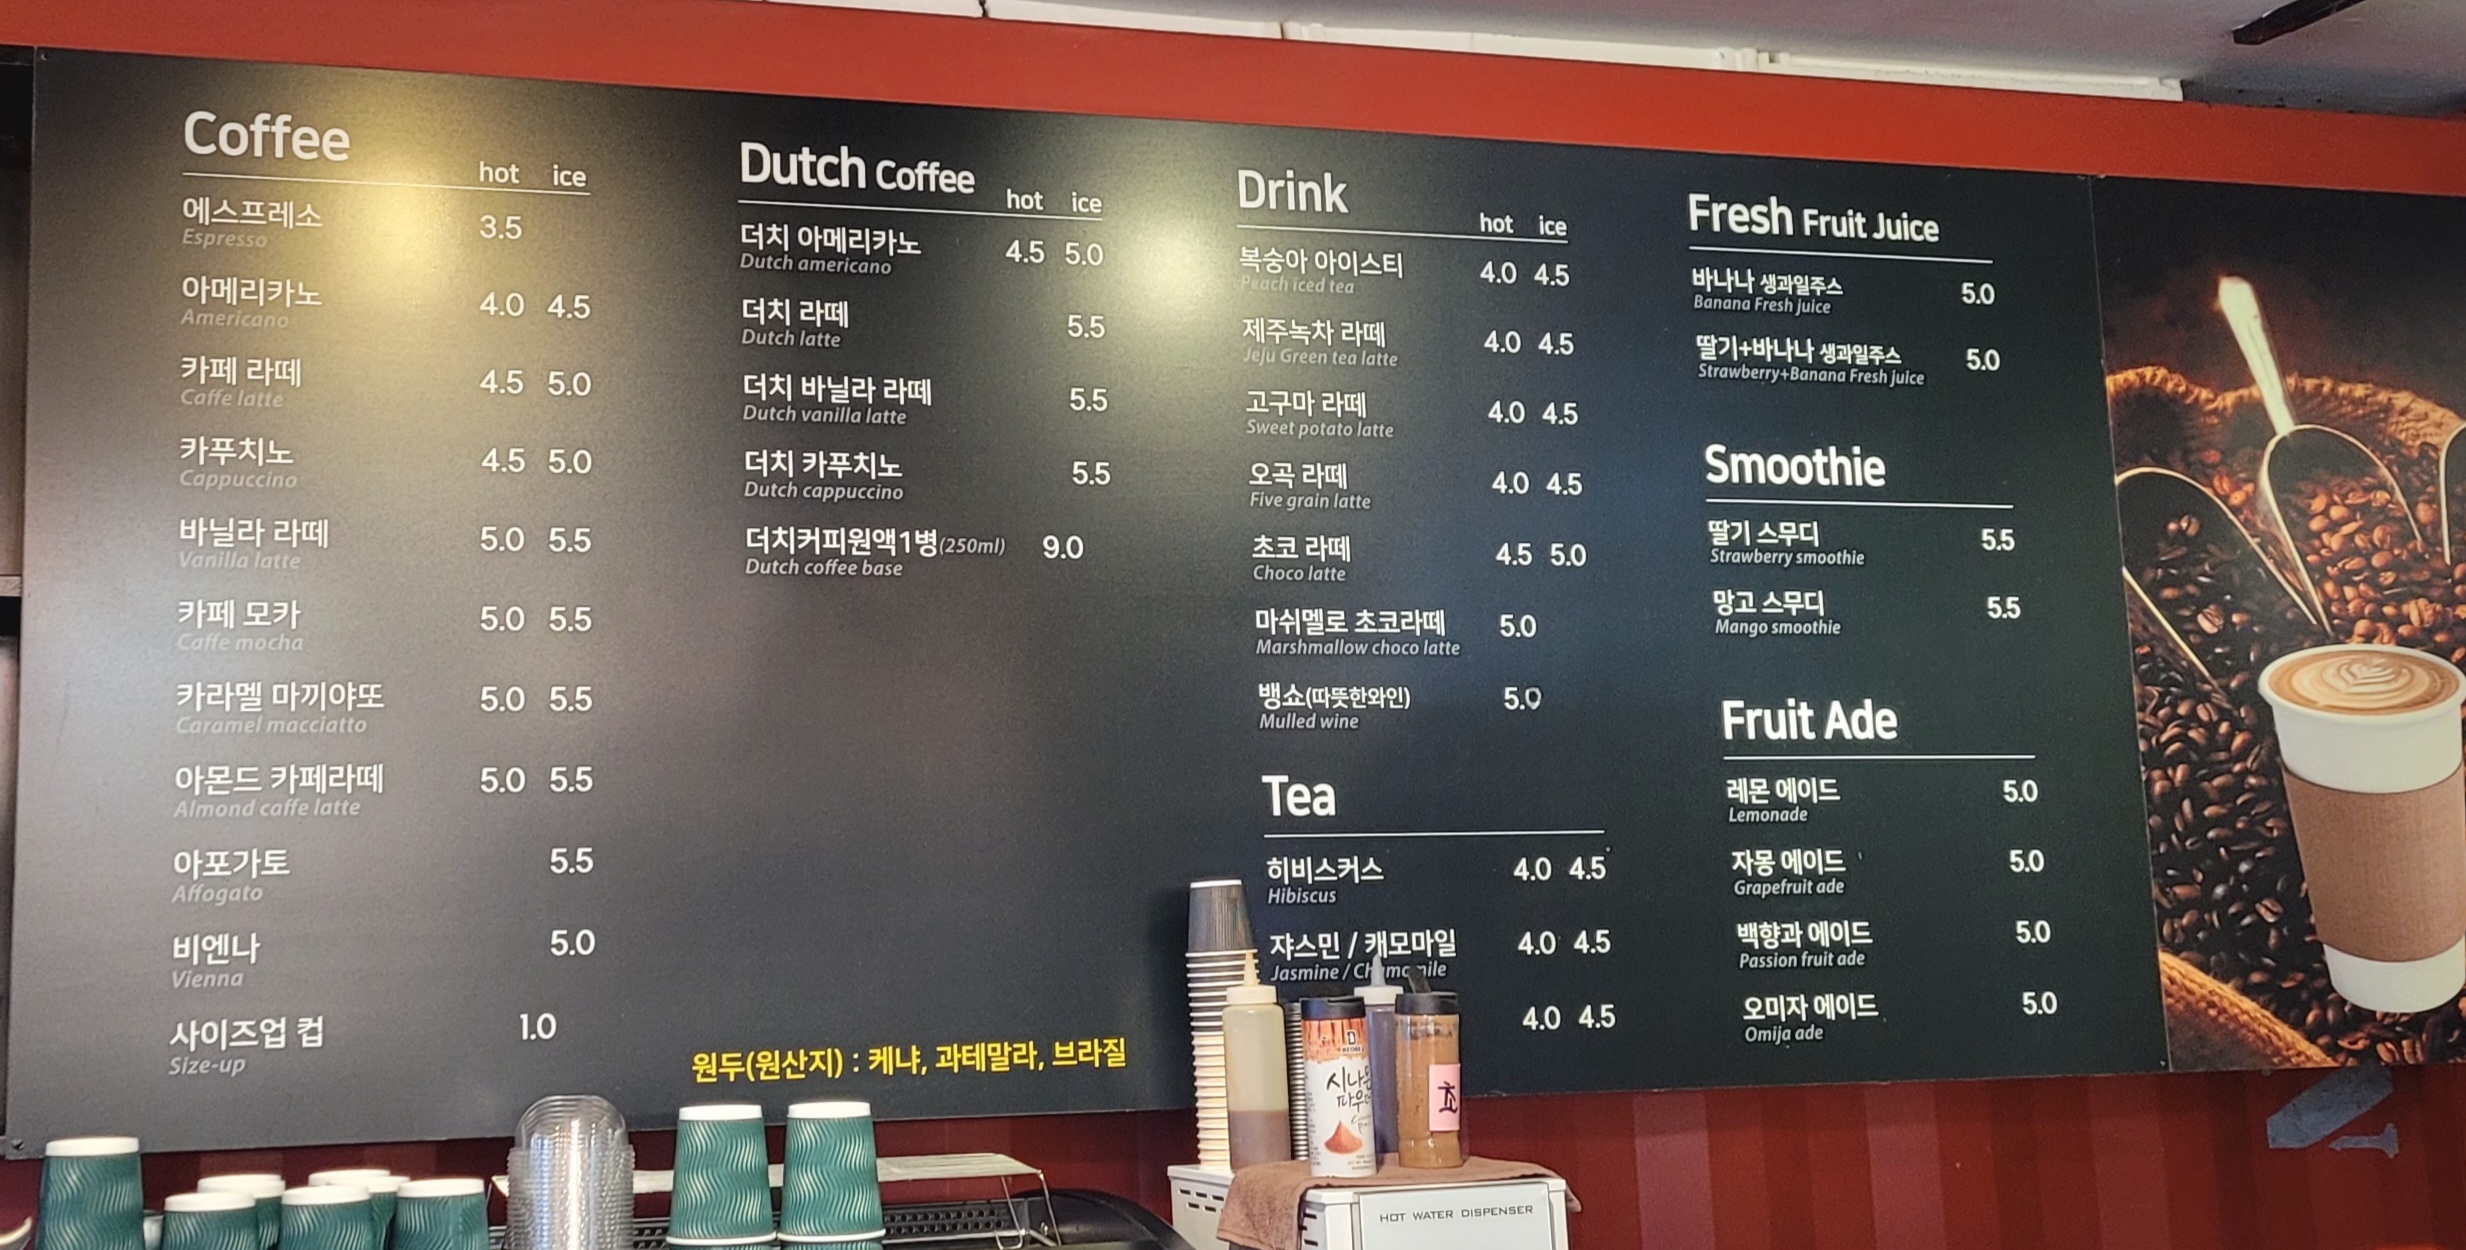 Coffee
hot ice
에스프레소 3.5
Espresso
아메리카노 4.0 4.5
Americano
카페 라떼 4.5 5.0
Caffe latte
카푸치노 4.5 5.0
Cappuccino
바닐라 라떼 5.0 5.5
Vanilla latte
카페 모카 5.0 5.5
Caffe mocha
카라멜 마끼야또 5.0 5.5
Caramel macciatto
아몬드 카페라떼 5.0 5.5
Almond caffe latte
아포가토 5.5
Affogato
비엔나 5.0
Vienna
사이즈업 컵 1.0
Size-up
Dutch Coffee
hot ice
더치 아메리카노 4.5 5.0
Dutch americano
더치 라떼 5.5
Dutch latte
더치 바닐라 라떼 5.5
Dutch vanilla latte
더치 카푸치노 5.5
Dutch cappuccino
더치커피원액1병(250ml) 9.0
Dutch coffee base
원두(원산지) : 케냐, 과테말라, 브라질
Drink
hot ice
복숭아 아이스티 4.0 4.5
Peach iced tea
제주녹차 라떼 4.0 4.5
Jeju Green tea latte
고구마 라떼 4.0 4.5
Sweet potato latte
오곡 라떼 4.0 4.5
Five grain latte
초코 라떼 4.5 5.0
Choco latte
마쉬멜로 초코라떼 5.0
Marshmallow choco latte
뱅쇼(따뜻한와인) 5.0
Mulled wine
Tea
히비스커스 4.0 4.5
Hibiscus
쟈스민 / 캐모마일 4.0 4.5
Jasmine / Chamomile
4.0 4.5
Fresh Fruit Juice
바나나 생과일주스 5.0
Banana Fresh juice
딸기+바나나 생과일주스 5.0
Strawberry+Banana Fresh juice
Smoothie
딸기 스무디 5.5
Strawberry smoothie
망고 스무디 5.5
Mango smoothie
Fruit Ade
레몬 에이드 5.0
Lemonade
자몽 에이드 5.0
Grapefruit ade
백향과 에이드 5.0
Passion fruit ade
오미자 에이드 5.0
Omija ade
초
HOT WATER DISPENSER